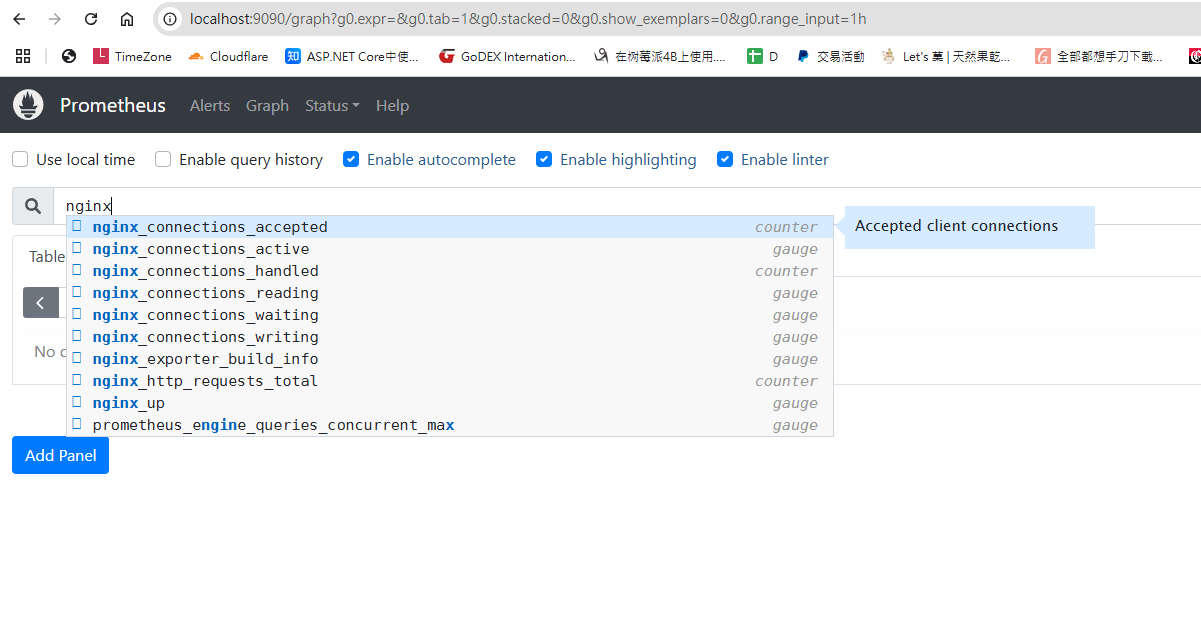 localhost:9090/graph?g0.expr=&g0.tab=1&g0.stacked=0&g0.show_exemplars=0&g0.range_input=1h
TimeZone Cloudflare 知 ASP.NET Core中使... GoDEX Internation... 在树莓派4B上使用.... D 交易活動 Let's 菓 | 天然果乾,... 全部都想手刀下載...
Prometheus Alerts Graph Status Help
Use local time Enable query history Enable autocomplete Enable highlighting Enable linter
nginx
nginx_connections_accepted counter Accepted client connections
nginx_connections_active gauge
Table
nginx_connections_handled counter
nginx_connections_reading gauge
nginx_connections_waiting gauge
nginx_connections_writing gauge
No
nginx_exporter_build_info gauge
nginx_http_requests_total counter
nginx_up gauge
prometheus_engine_queries_concurrent_max gauge
Add Panel